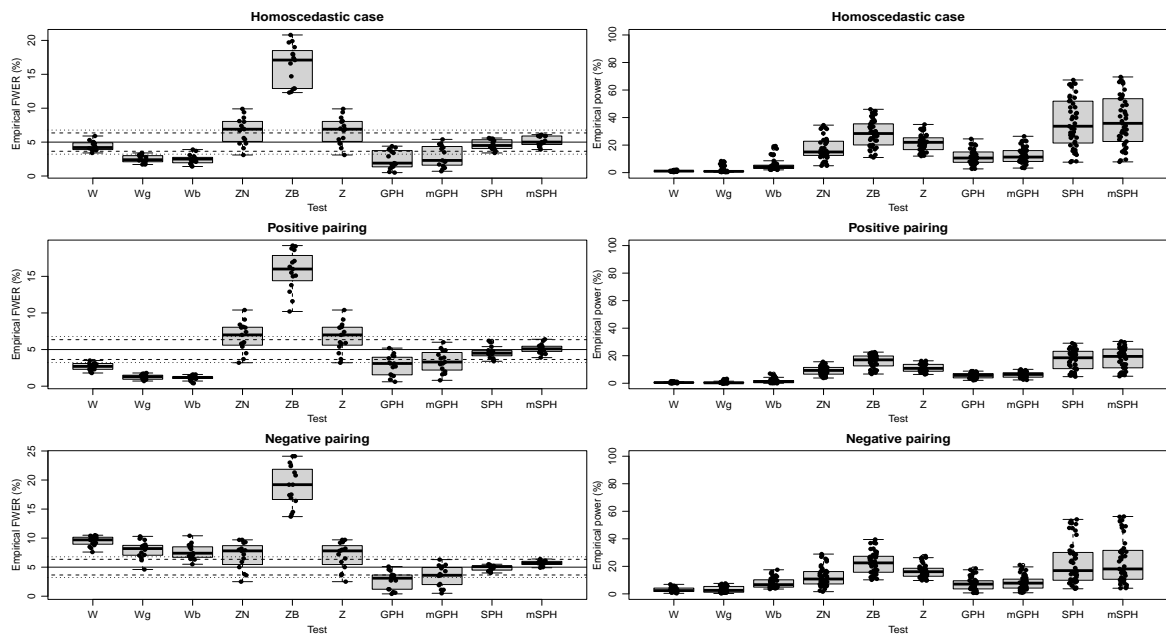 Homoscedastic case
Empirical FWER (%)
0 5 10 15 20
W Wg Wb ZN ZB Z GPH mGPH SPH mSPH
Test
Homoscedastic case
Empirical power (%)
0 20 40 60 80 100
W Wg Wb ZN ZB Z GPH mGPH SPH mSPH
Test
Positive pairing
Empirical FWER (%)
0 5 10 15
W Wg Wb ZN ZB Z GPH mGPH SPH mSPH
Test
Positive pairing
Empirical power (%)
0 20 40 60 80 100
W Wg Wb ZN ZB Z GPH mGPH SPH mSPH
Test
Negative pairing
Empirical FWER (%)
0 5 10 15 20 25
W Wg Wb ZN ZB Z GPH mGPH SPH mSPH
Test
Negative pairing
Empirical power (%)
0 20 40 60 80 100
W Wg Wb ZN ZB Z GPH mGPH SPH mSPH
Test